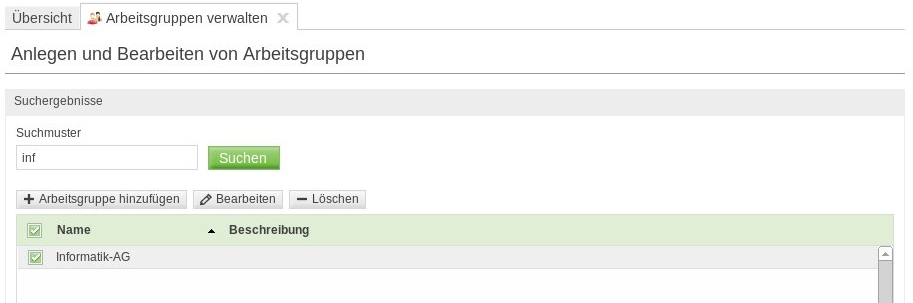 Übersicht Arbeitsgruppen verwalten
Anlegen und Bearbeiten von Arbeitsgruppen
Suchergebnisse
Suchmuster
inf Suchen
Arbeitsgruppe hinzufügen Bearbeiten Löschen
Name Beschreibung
Informatik-AG